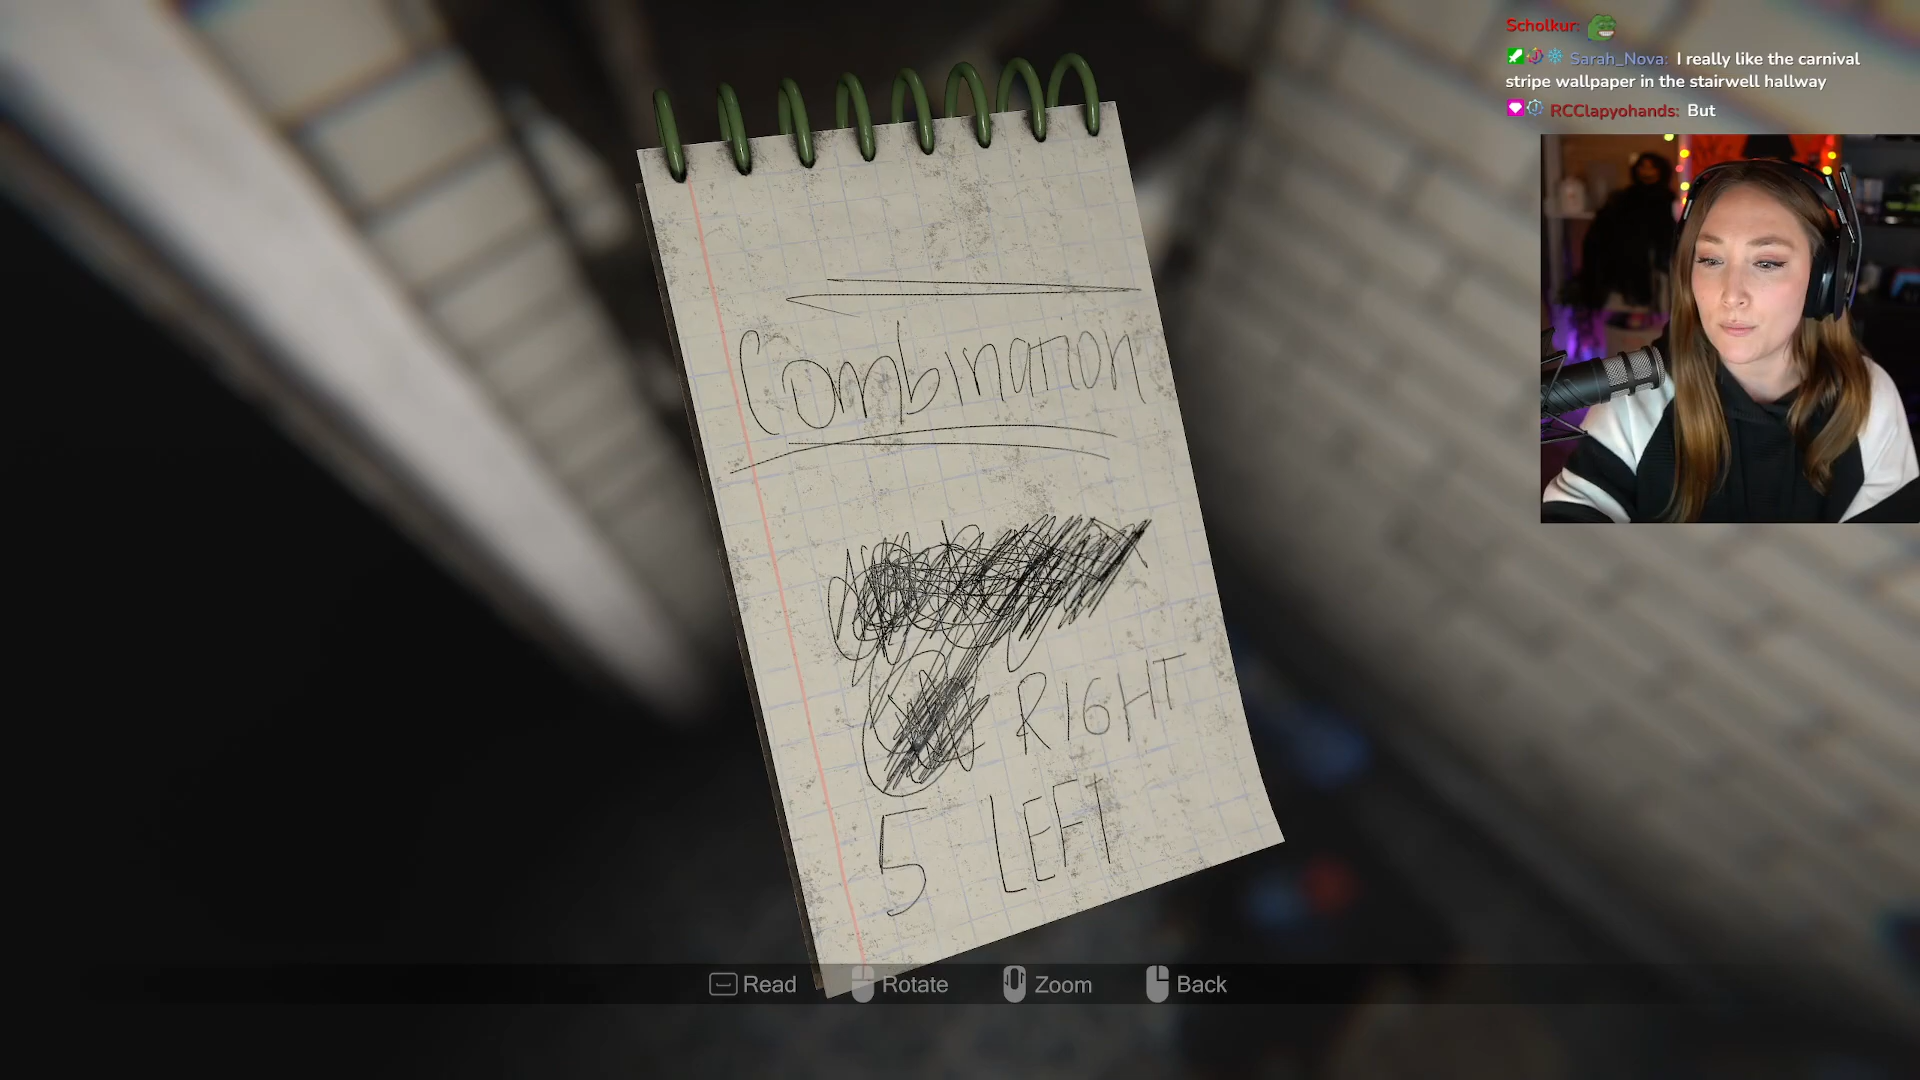 Scholkur:
Sarah_Nova: I really like the carnival
stripe wallpaper in the stairwell hallway
RCClapyohands: But
Combination
RIGHT
5 LEFT
Read Rotate Zoom Back